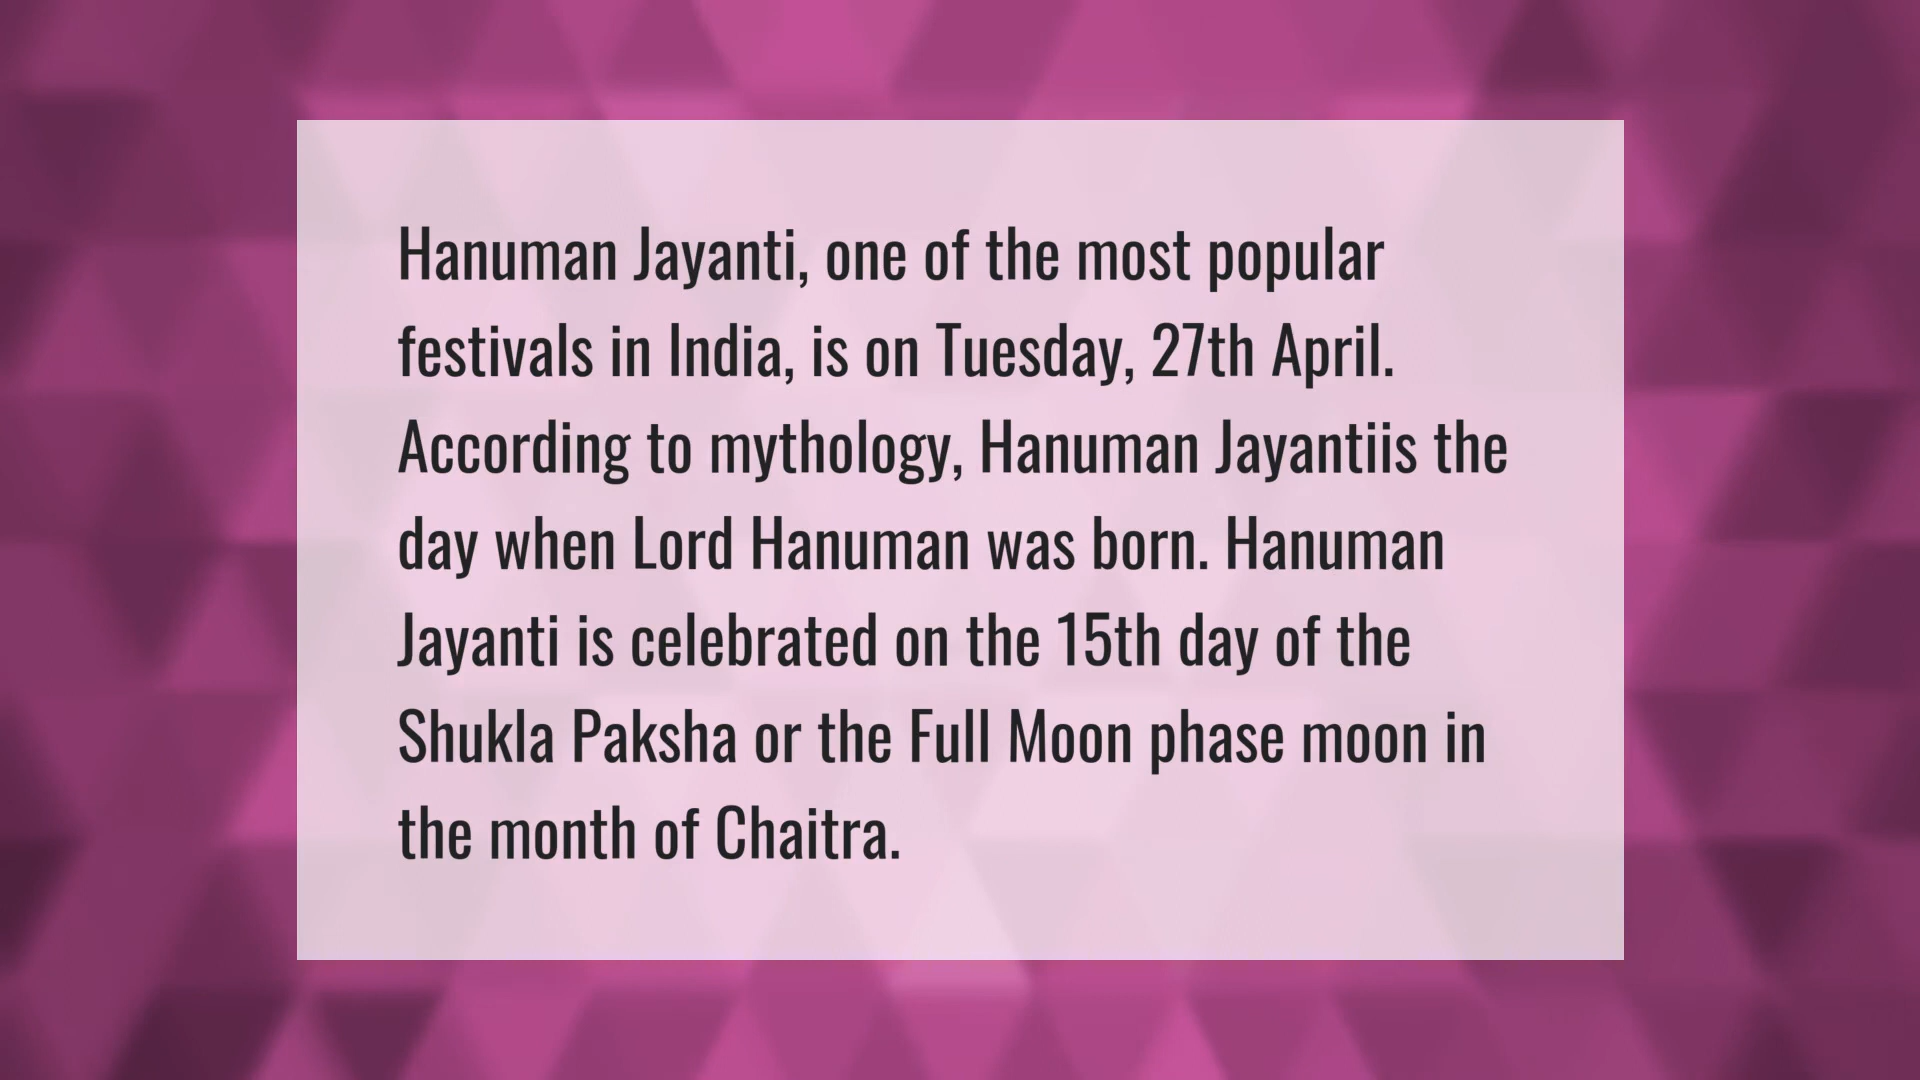 Hanuman Jayanti, one of the most popular
festivals in India, is on Tuesday, 27th April.
According to mythology, Hanuman Jayantiis the
day when Lord Hanuman was born. Hanuman
Jayanti is celebrated on the 15th day of the
Shukla Paksha or the Full Moon phase moon in
the month of Chaitra.